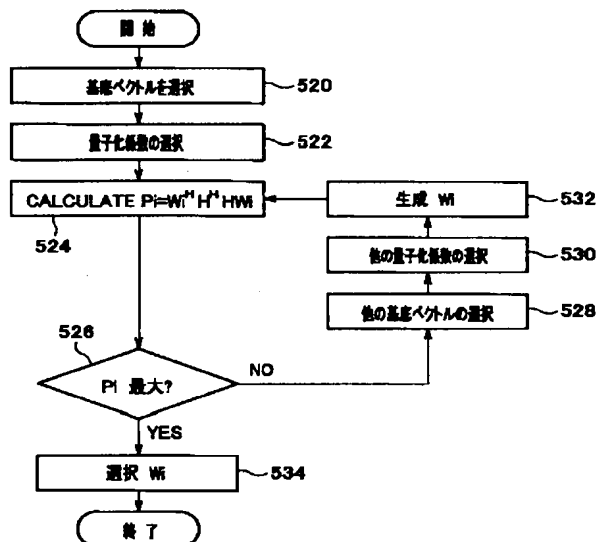 開 始
基底ベクトルを選択
520
量子化係数の選択
522
CALCULATE Pi=Wi^H H^H HWi
524
生成 Wi
532
他の量子化係数の選択
530
他の基底ベクトルの選択
528
526
Pi 最大?
NO
YES
選択 Wi
534
終 了